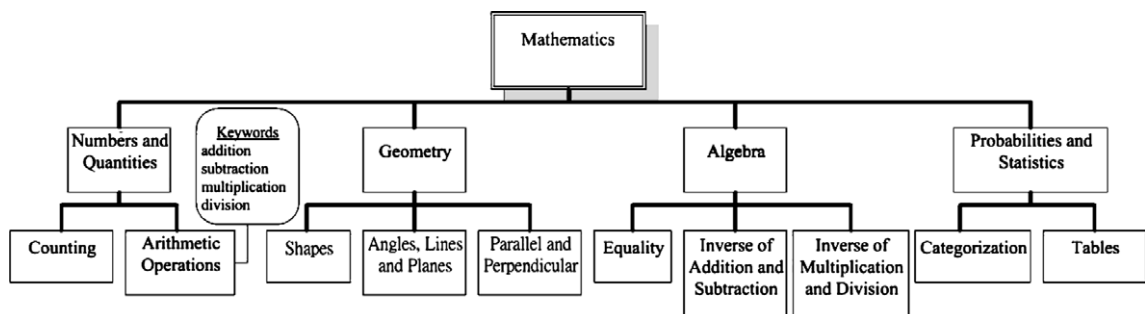 Mathematics
Numbers and
Quantities
Keywords
addition
subtraction
multiplication
division
Geometry
Algebra
Probabilities and
Statistics
Counting
Arithmetic
Operations
Shapes
Angles, Lines
and Planes
Parallel and
Perpendicular
Equality
Inverse of
Addition and
Subtraction
Inverse of
Multiplication
and Division
Categorization
Tables